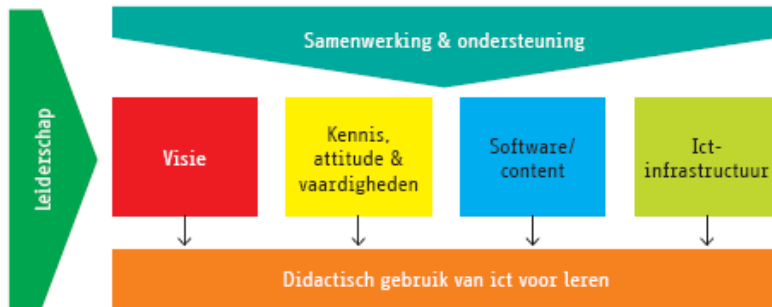 Leiderschap
Samenwerking & ondersteuning
Visie
Kennis,
attitude &
vaardigheden
Software/
content
Ict-
infrastructuur
Didactisch gebruik van ict voor leren